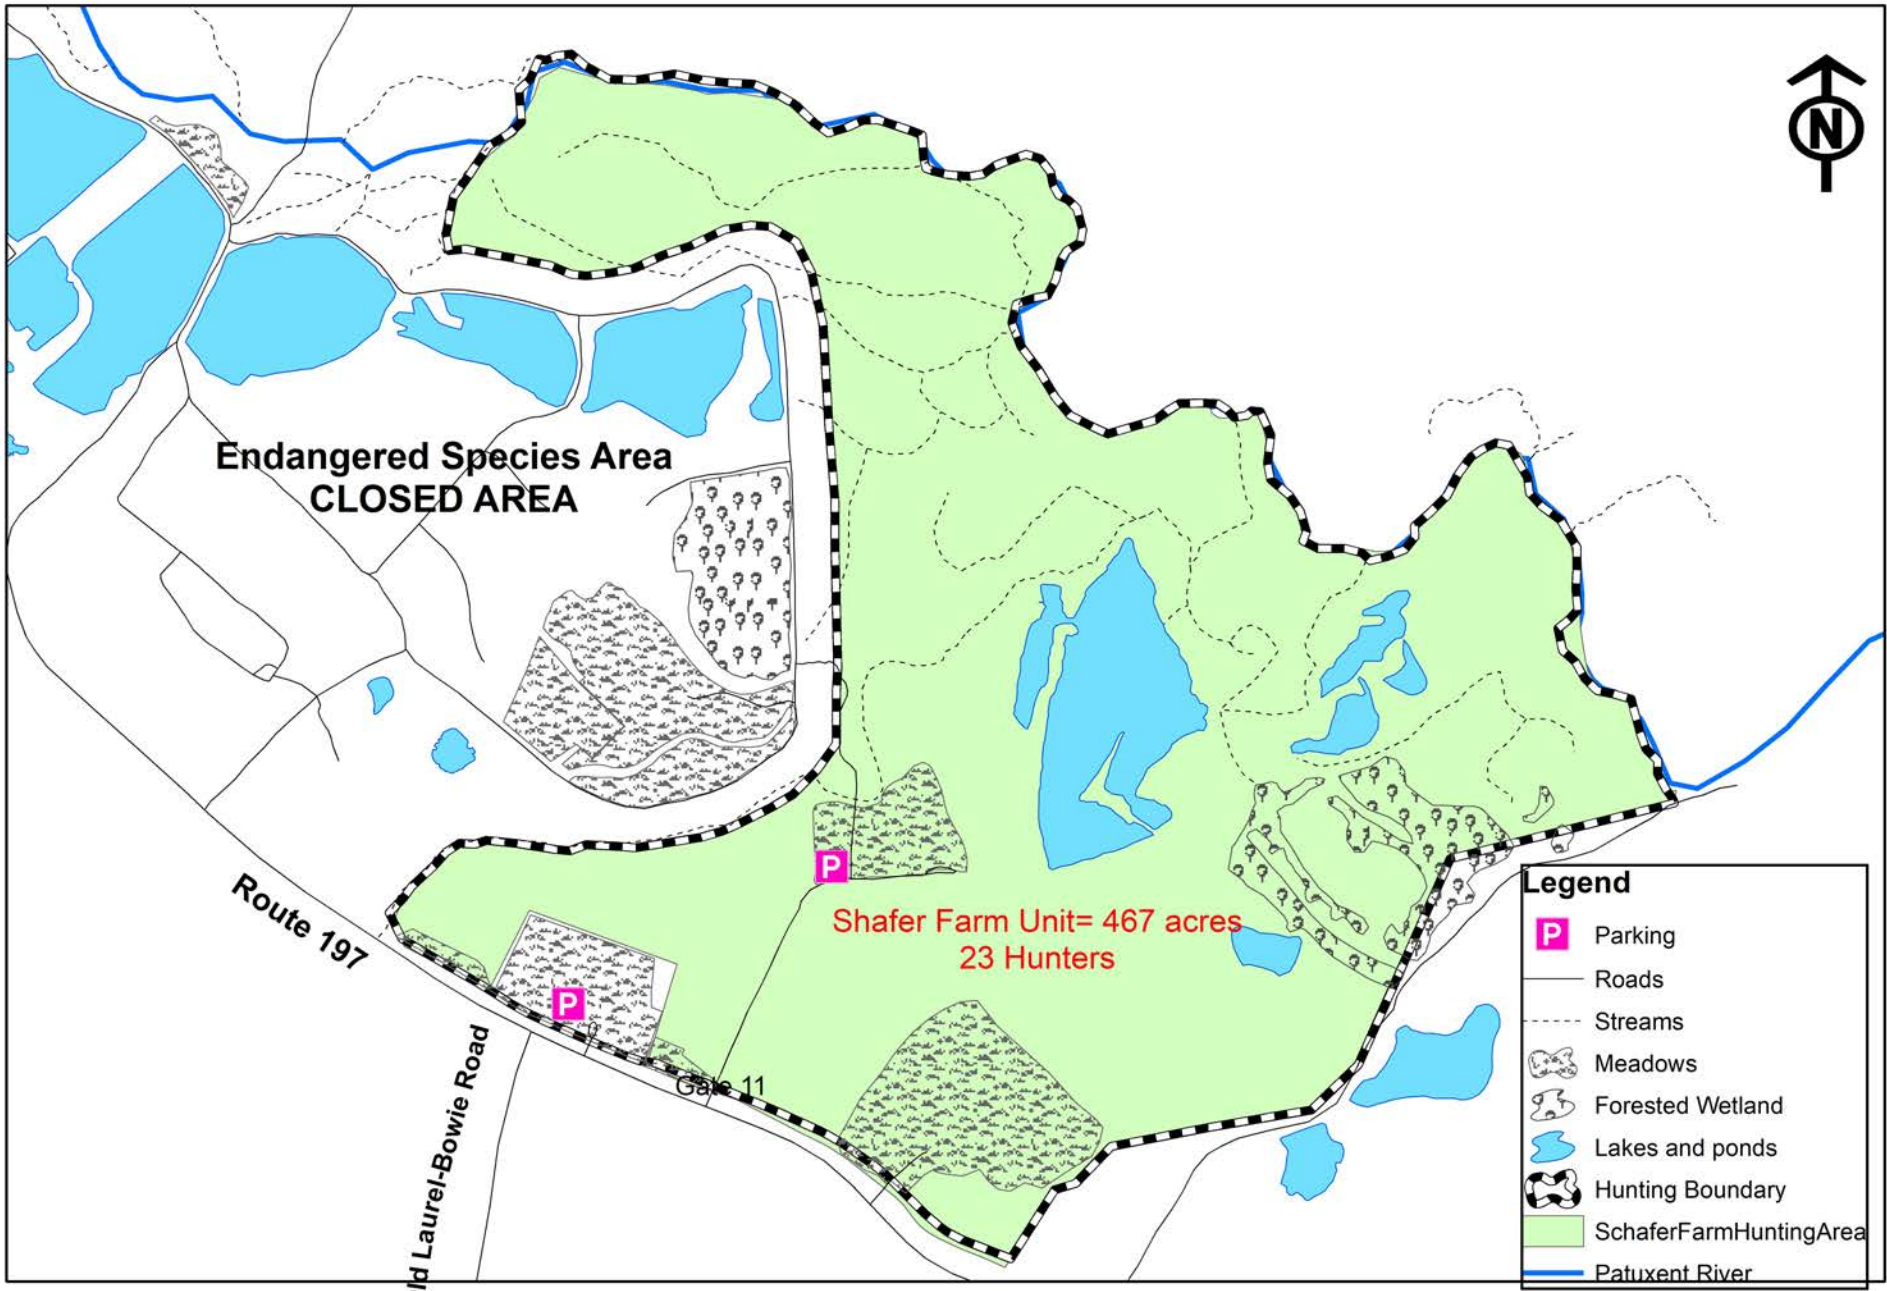 N
Endangered Species Area
CLOSED AREA
Route 197
P
Shafer Farm Unit= 467 acres
23 Hunters
P
Gate 11
ld Laurel-Bowie Road
Legend
P Parking
Roads
Streams
Meadows
Forested Wetland
Lakes and ponds
Hunting Boundary
SchaferFarmHuntingArea
Patuxent River